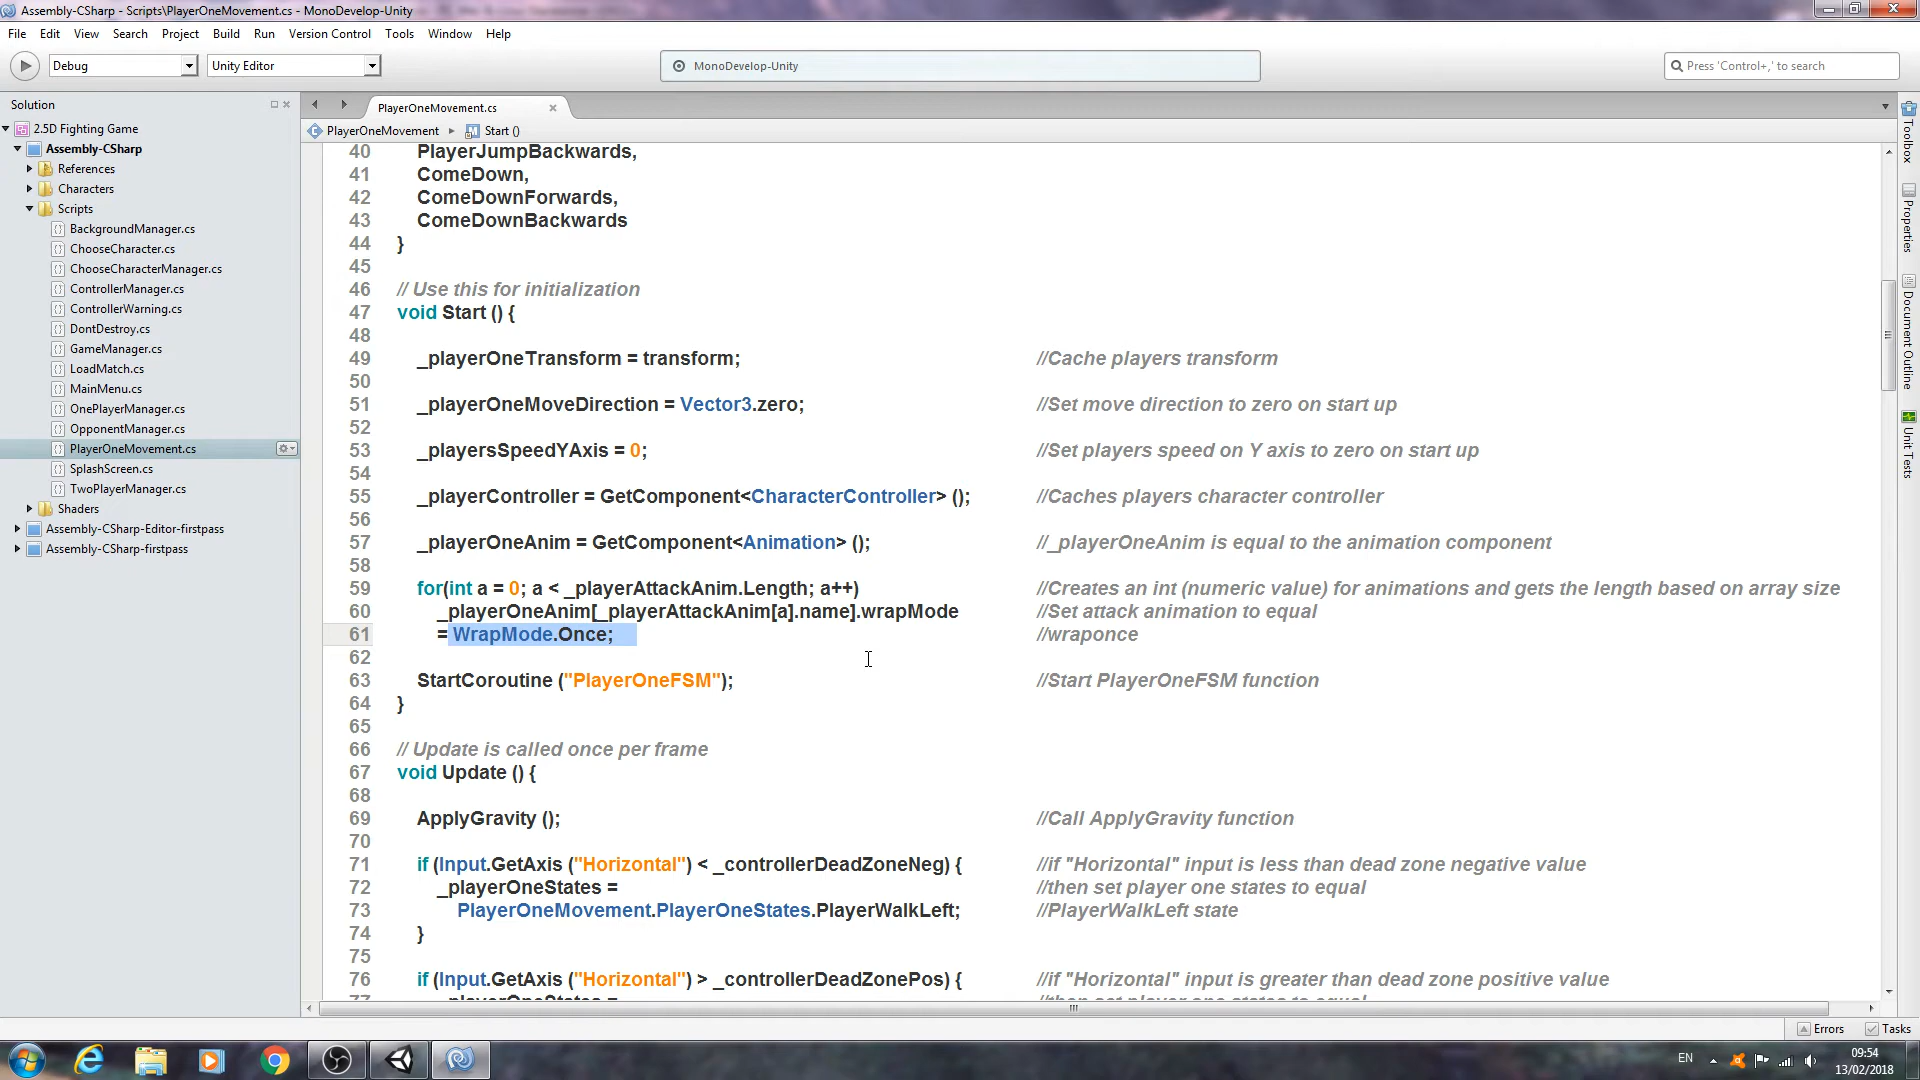 Assembly-CSharp - Scripts\PlayerOneMovement.cs - MonoDevelop-Unity
File Edit View Search Project Build Run Version Control Tools Window Help
Debug Unity Editor MonoDevelop-Unity Press 'Control+,' to search
Solution
PlayerOneMovement.cs
PlayerOneMovement Start ()
2.5D Fighting Game
Assembly-CSharp
References
Characters
Scripts
BackgroundManager.cs
ChooseCharacter.cs
ChooseCharacterManager.cs
ControllerManager.cs
ControllerWarning.cs
DontDestroy.cs
GameManager.cs
LoadMatch.cs
MainMenu.cs
OnePlayerManager.cs
OpponentManager.cs
PlayerOneMovement.cs
SplashScreen.cs
TwoPlayerManager.cs
Shaders
Assembly-CSharp-Editor-firstpass
Assembly-CSharp-firstpass
40 PlayerJumpBackwards,
41 ComeDown,
42 ComeDownForwards,
43 ComeDownBackwards
44 }
45
46 // Use this for initialization
47 void Start () {
48
49 _playerOneTransform = transform; //Cache players transform
50
51 _playerOneMoveDirection = Vector3.zero; //Set move direction to zero on start up
52
53 _playersSpeedYAxis = 0; //Set players speed on Y axis to zero on start up
54
55 _playerController = GetComponent<CharacterController> (); //Caches players character controller
56
57 _playerOneAnim = GetComponent<Animation> (); //_playerOneAnim is equal to the animation component
58
59 for(int a = 0; a < _playerAttackAnim.Length; a++) //Creates an int (numeric value) for animations and gets the length based on array size
60 _playerOneAnim[_playerAttackAnim[a].name].wrapMode //Set attack animation to equal
61 = WrapMode.Once; //wraponce
62
63 StartCoroutine ("PlayerOneFSM"); //Start PlayerOneFSM function
64 }
65
66 // Update is called once per frame
67 void Update () {
68
69 ApplyGravity (); //Call ApplyGravity function
70
71 if (Input.GetAxis ("Horizontal") < _controllerDeadZoneNeg) { //if "Horizontal" input is less than dead zone negative value
72 _playerOneStates = //then set player one states to equal
73 PlayerOneMovement.PlayerOneStates.PlayerWalkLeft; //PlayerWalkLeft state
74 }
75
76 if (Input.GetAxis ("Horizontal") > _controllerDeadZonePos) { //if "Horizontal" input is greater than dead zone positive value
77 _playerOneStates = //then set player one states to equal
Toolbox
Properties
Document Outline
Unit Tests
Errors Tasks
EN
09:54
13/02/2018